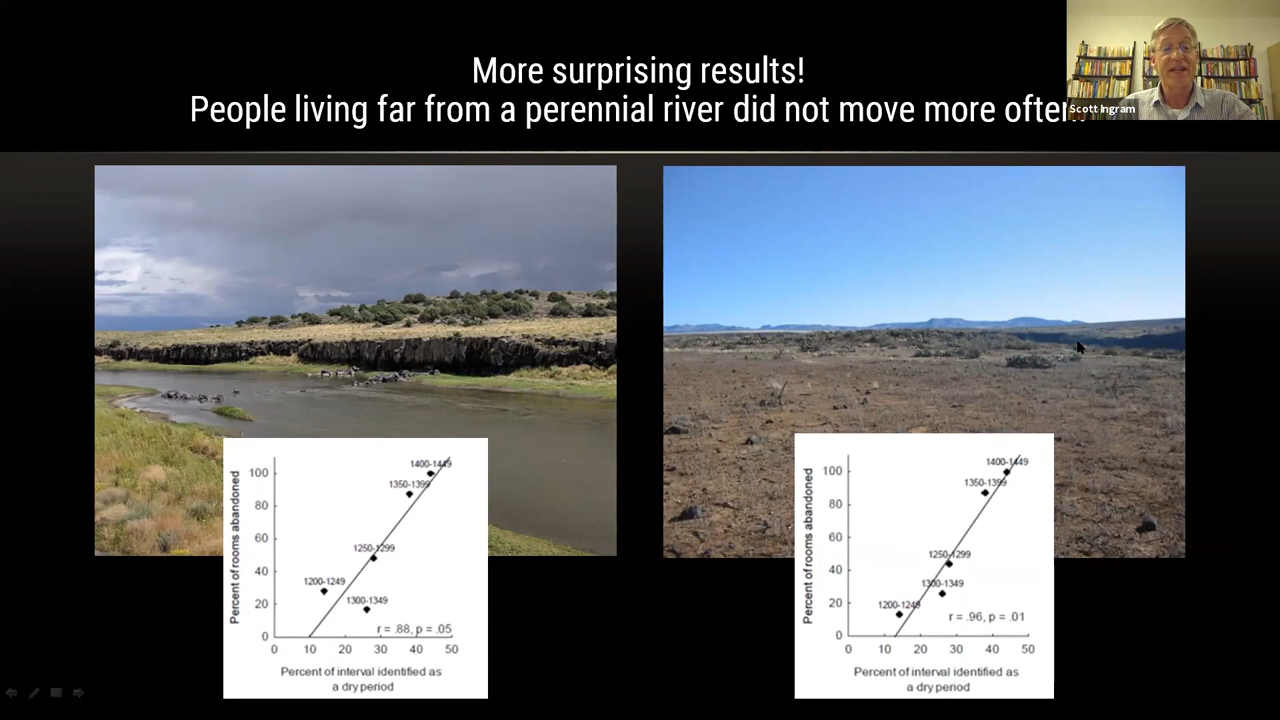 More surprising results!
People living far from a perennial river did not move more often
Scott Ingram
Percent of rooms abandoned
100
80
60
40
20
0
1400-1449
1350-1399
1250-1299
1200-1249
1300-1349
r = .88, p = .05
0 10 20 30 40 50
Percent of interval identified as
a dry period
Percent of rooms abandoned
100
80
60
40
20
0
1400-1449
1350-1399
1250-1299
1300-1349
1200-1249
r = .96, p = .01
0 10 20 30 40 50
Percent of interval identified as
a dry period